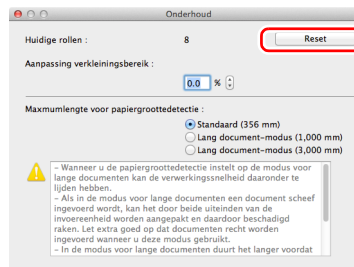 Onderhoud
Huidige rollen : 8 Reset
Aanpassing verkleiningsbereik :
0.0 %
Maxmumlengte voor papiergroottedetectie :
Standaard (356 mm)
Lang document-modus (1,000 mm)
Lang document-modus (3,000 mm)
- Wanneer u de papiergroottedetectie instelt op de modus voor
lange documenten kan de verwerkingssnelheid daaronder te
lijden hebben.
- Als in de modus voor lange documenten een document scheef
ingevoerd wordt, kan het door beide uiteinden van de
invoereenheid worden aangepakt en daardoor beschadigd
raken. Let extra goed op dat documenten recht worden
ingevoerd wanneer u deze modus gebruikt.
- In de modus voor lange documenten duurt het langer voordat